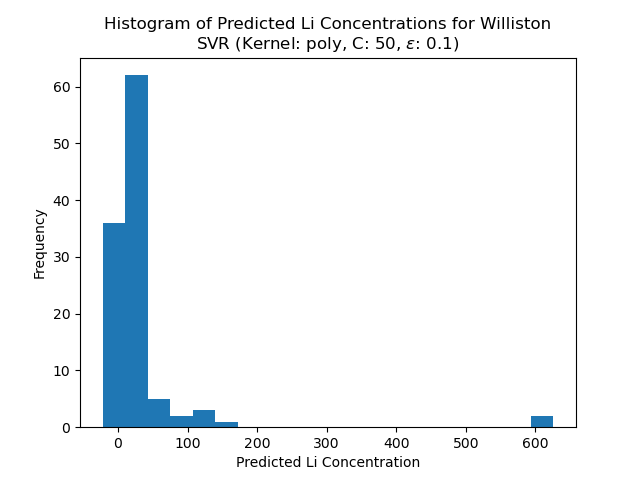 Histogram of Predicted Li Concentrations for Williston
SVR (Kernel: poly, C: 50, ε: 0.1)
60
50
40
30
20
10
0
Frequency
0 100 200 300 400 500 600
Predicted Li Concentration